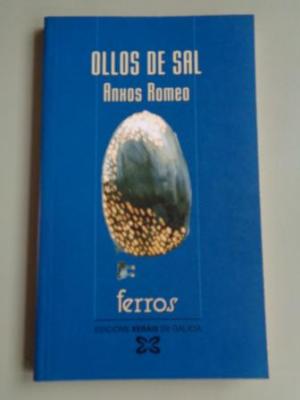 OLLOS DE SAL
Anxos Romeo
ferros
EDICIÓNS XERAIS DE GALICIA